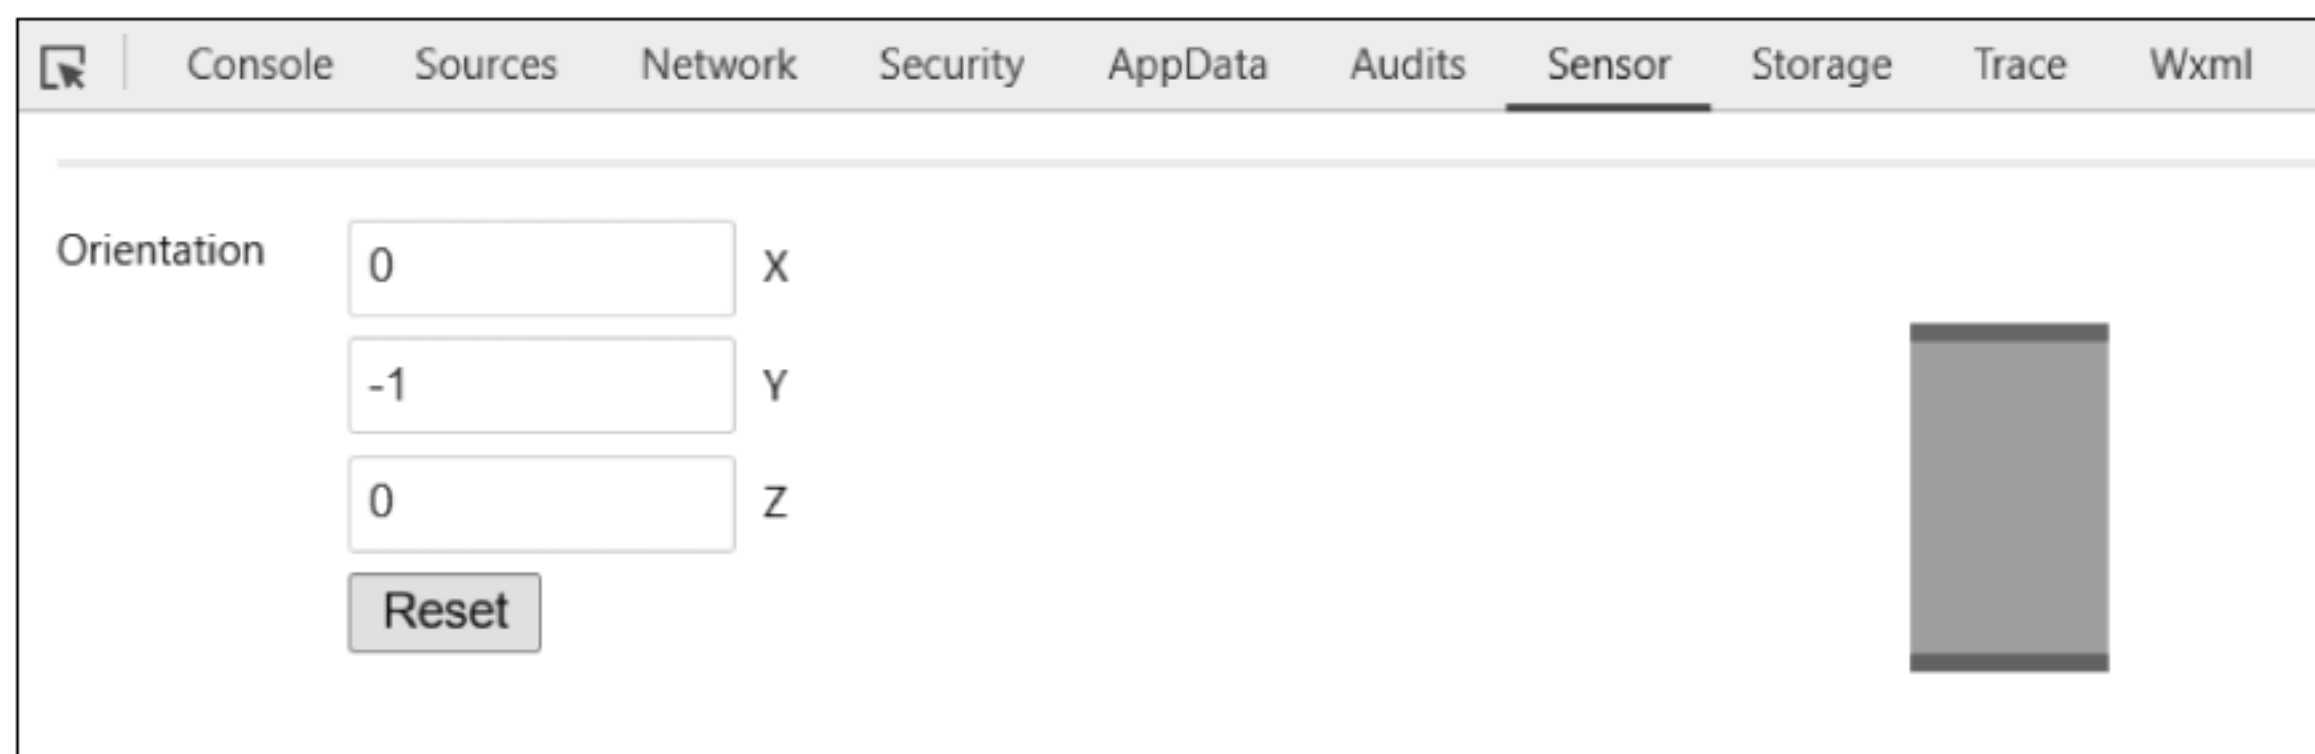 Console Sources Network Security AppData Audits Sensor Storage Trace Wxml
Orientation 0 X
-1 Y
0 Z
Reset